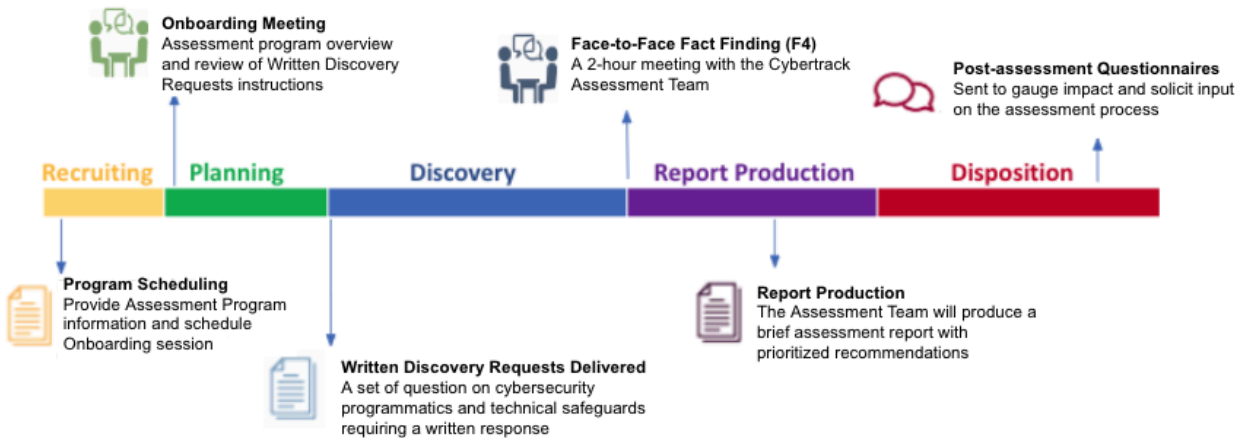 Onboarding Meeting
Assessment program overview
and review of Written Discovery
Requests instructions
Face-to-Face Fact Finding (F4)
A 2-hour meeting with the Cybertrack
Assessment Team
Post-assessment Questionnaires
Sent to gauge impact and solicit input
on the assessment process
Recruiting
Planning
Discovery
Report Production
Disposition
Program Scheduling
Provide Assessment Program
information and schedule
Onboarding session
Written Discovery Requests Delivered
A set of question on cybersecurity
programmatics and technical safeguards
requiring a written response
Report Production
The Assessment Team will produce a
brief assessment report with
prioritized recommendations